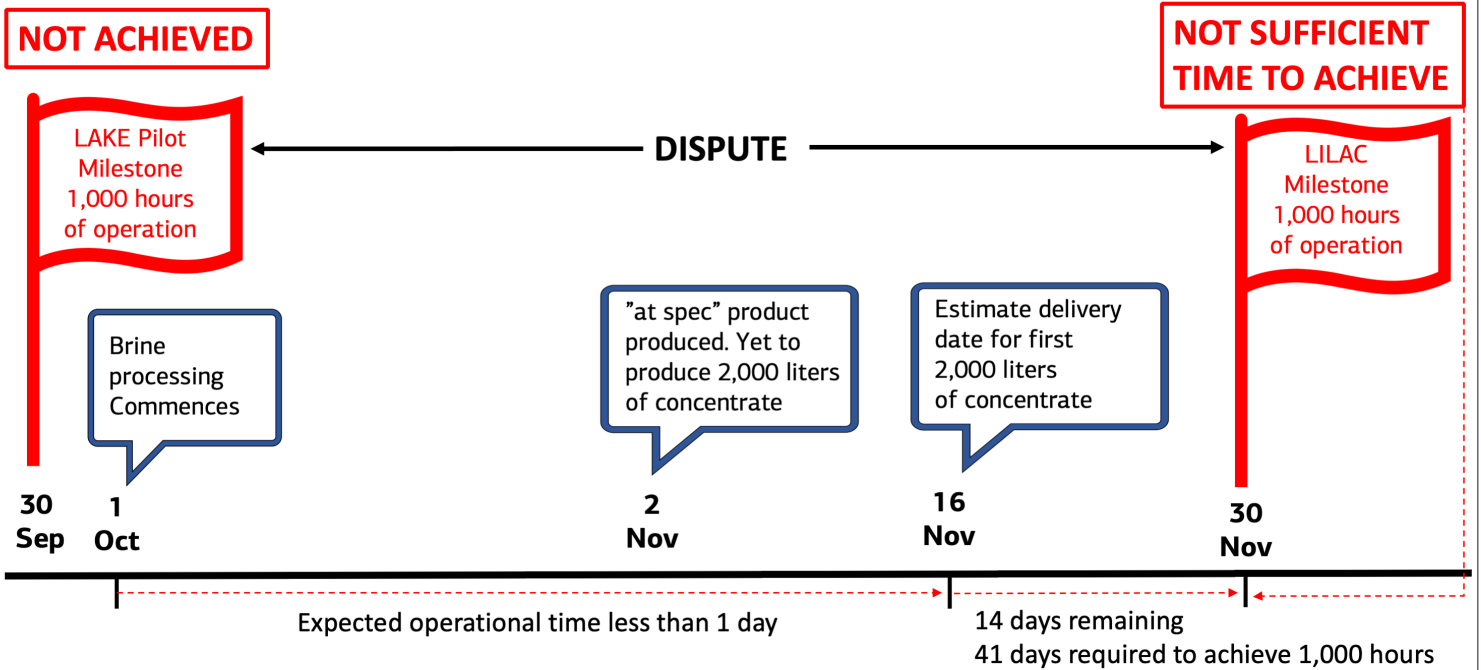 NOT ACHIEVED
NOT SUFFICIENT
TIME TO ACHIEVE
LAKE Pilot
Milestone
1,000 hours
of operation
DISPUTE
LILAC
Milestone
1,000 hours
of operation
Brine
processing
Commences
”at spec” product
produced. Yet to
produce 2,000 liters
of concentrate
Estimate delivery
date for first
2,000 liters
of concentrate
30
Sep
1
Oct
2
Nov
16
Nov
30
Nov
Expected operational time less than 1 day
14 days remaining
41 days required to achieve 1,000 hours